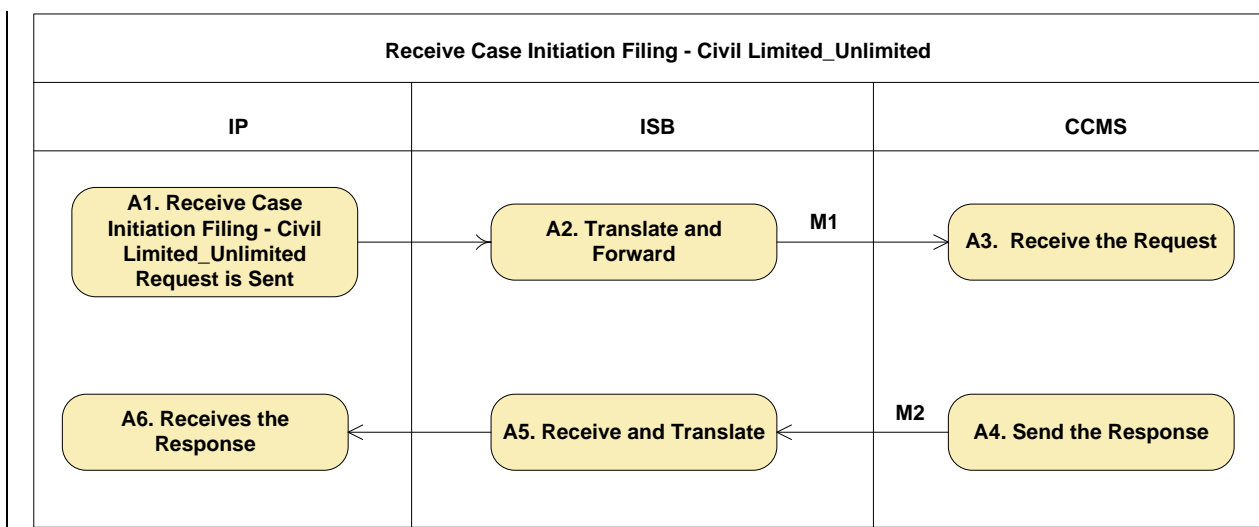 Receive Case Initiation Filing - Civil Limited_Unlimited
IP
ISB
CCMS
A1. Receive Case
Initiation Filing - Civil
Limited_Unlimited
Request is Sent
A2. Translate and
Forward
M1
A3.  Receive the Request
A6. Receives the
Response
A5. Receive and Translate
M2
A4. Send the Response